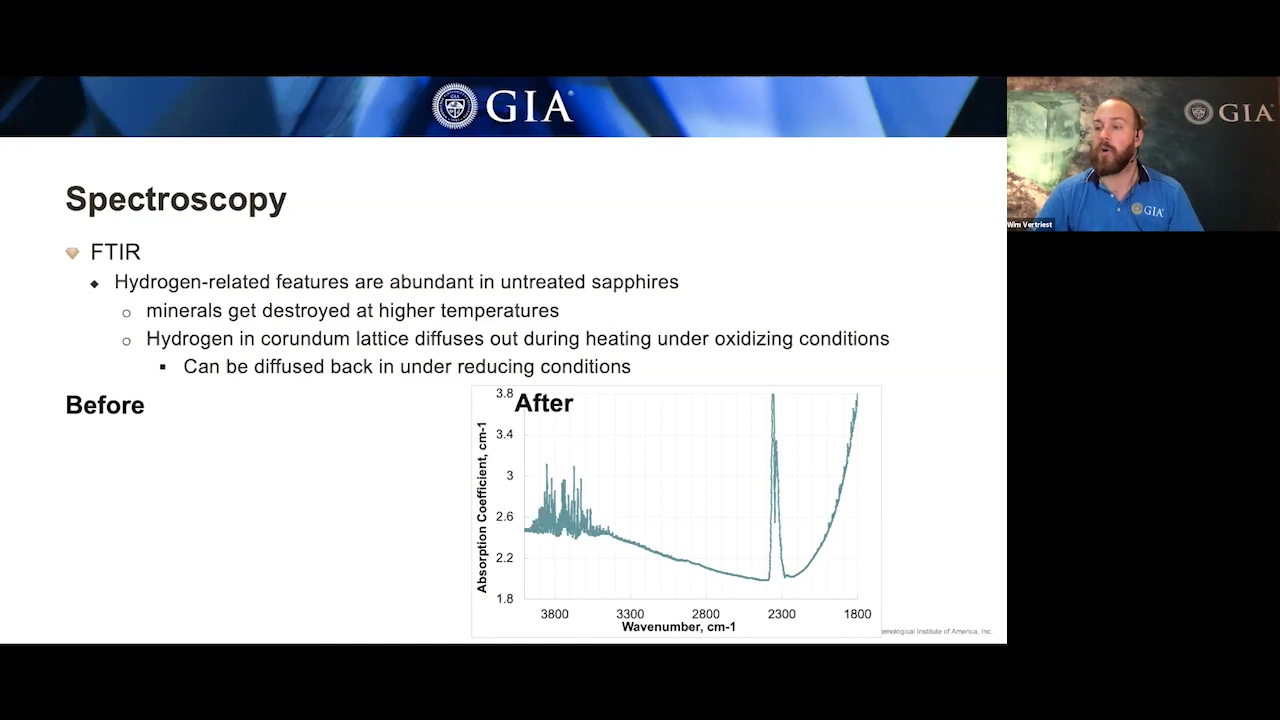 GIA®
GIA
GIA
Wim Vertriest
Spectroscopy
FTIR
Hydrogen-related features are abundant in untreated sapphires
minerals get destroyed at higher temperatures
Hydrogen in corundum lattice diffuses out during heating under oxidizing conditions
Can be diffused back in under reducing conditions
Before
After
Absorption Coefficient, cm-1
3.8
3.4
3
2.6
2.2
1.8
3800 3300 2800 2300 1800
Wavenumber, cm-1
emological Institute of America, Inc